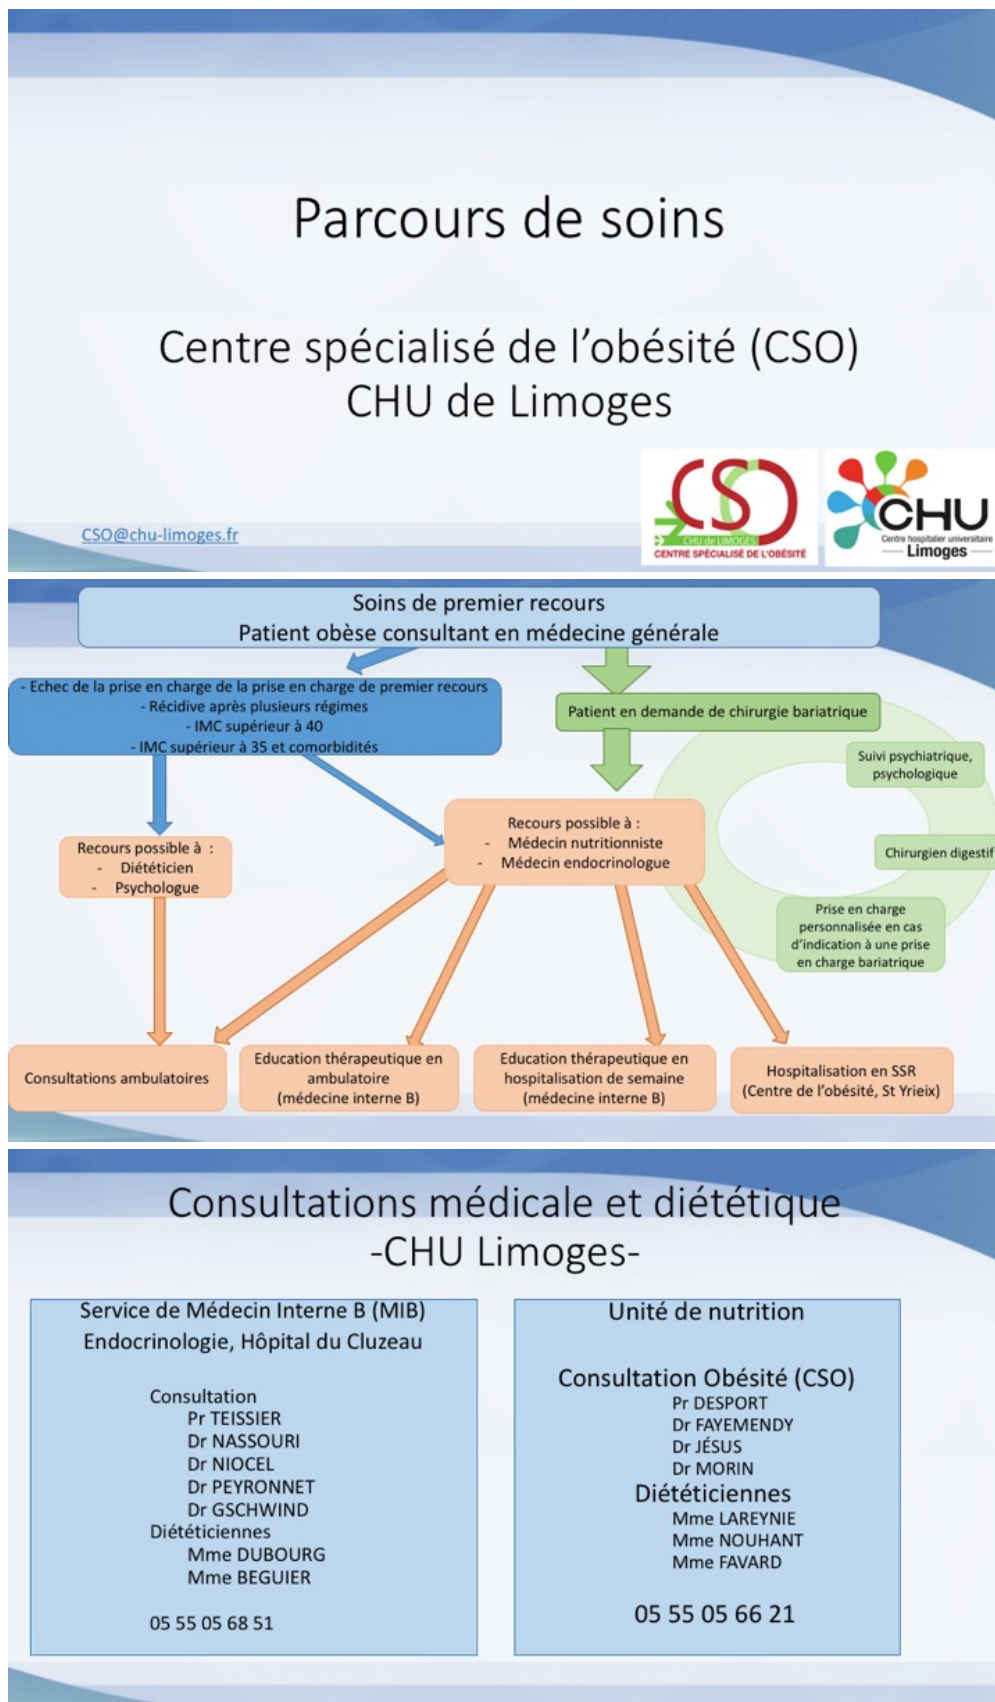 Parcours de soins
Centre spécialisé de l'obésité (CSO)
CHU de Limoges
CSO@chu-limoges.fr
CSO
CHU de LIMOGES
CENTRE SPÉCIALISÉ DE L'OBÉSITÉ
CHU
Centre hospitalier universitaire
Limoges
Soins de premier recours
Patient obèse consultant en médecine générale
- Echec de la prise en charge de la prise en charge de premier recours
- Récidive après plusieurs régimes
- IMC supérieur à 40
- IMC supérieur à 35 et comorbidités
Patient en demande de chirurgie bariatrique
Suivi psychiatrique,
psychologique
Chirurgien digestif
Prise en charge
personnalisée en cas
d'indication à une prise
en charge bariatrique
Recours possible à :
- Diététicien
- Psychologue
Recours possible à :
- Médecin nutritionniste
- Médecin endocrinologue
Consultations ambulatoires
Education thérapeutique en
ambulatoire
(médecine interne B)
Education thérapeutique en
hospitalisation de semaine
(médecine interne B)
Hospitalisation en SSR
(Centre de l'obésité, St Yrieix)
Consultations médicale et diététique
-CHU Limoges-
Service de Médecin Interne B (MIB)
Endocrinologie, Hôpital du Cluzeau
Consultation
Pr TEISSIER
Dr NASSOURI
Dr NIOCEL
Dr PEYRONNET
Dr GSCHWIND
Diététiciennes
Mme DUBOURG
Mme BEGUIER
05 55 05 68 51
Unité de nutrition
Consultation Obésité (CSO)
Pr DESPORT
Dr FAYEMENDY
Dr JÉSUS
Dr MORIN
Diététiciennes
Mme LAREYNIE
Mme NOUHANT
Mme FAVARD
05 55 05 66 21